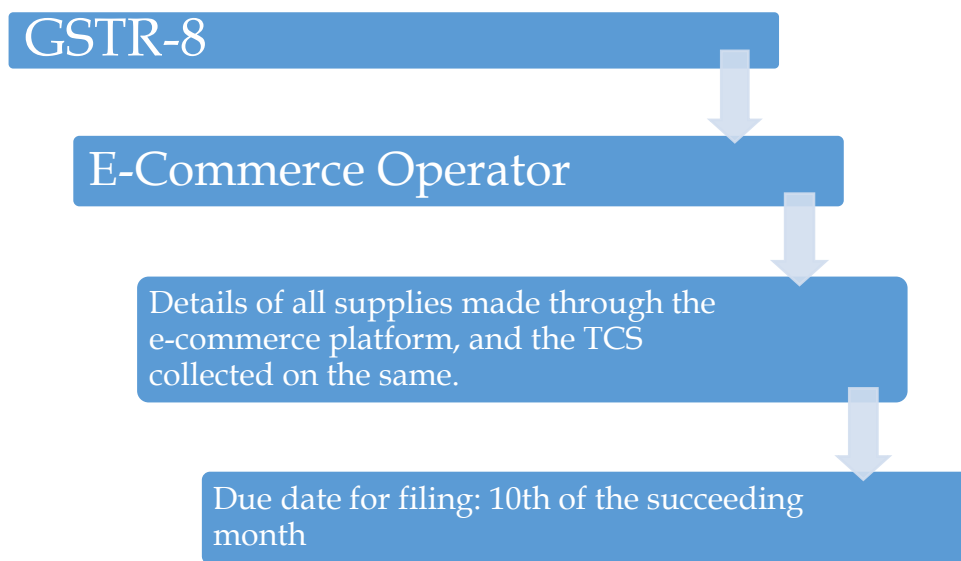 GSTR-8
E-Commerce Operator
Details of all supplies made through the
e-commerce platform, and the TCS
collected on the same.
Due date for filing: 10th of the succeeding
month